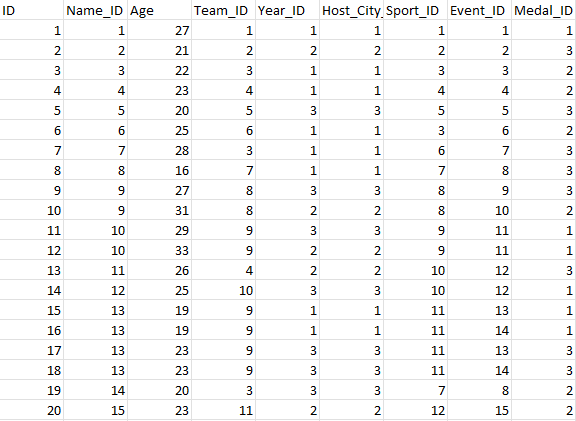 ID Name_ID Age Team_ID Year_ID Host_City_ Sport_ID Event_ID Medal_ID
1 1 27 1 1 1 1 1 1
2 2 21 2 2 2 2 2 3
3 3 22 3 1 1 3 3 2
4 4 23 4 1 1 4 4 2
5 5 20 5 3 3 5 5 3
6 6 25 6 1 1 3 6 2
7 7 28 3 1 1 6 7 3
8 8 16 7 1 1 7 8 3
9 9 27 8 3 3 8 9 3
10 9 31 8 2 2 8 10 2
11 10 29 9 3 3 9 11 1
12 10 33 9 2 2 9 11 1
13 11 26 4 2 2 10 12 3
14 12 25 10 3 3 10 12 1
15 13 19 9 1 1 11 13 1
16 13 19 9 1 1 11 14 1
17 13 23 9 3 3 11 13 3
18 13 23 9 3 3 11 14 3
19 14 20 3 3 3 7 8 2
20 15 23 11 2 2 12 15 2